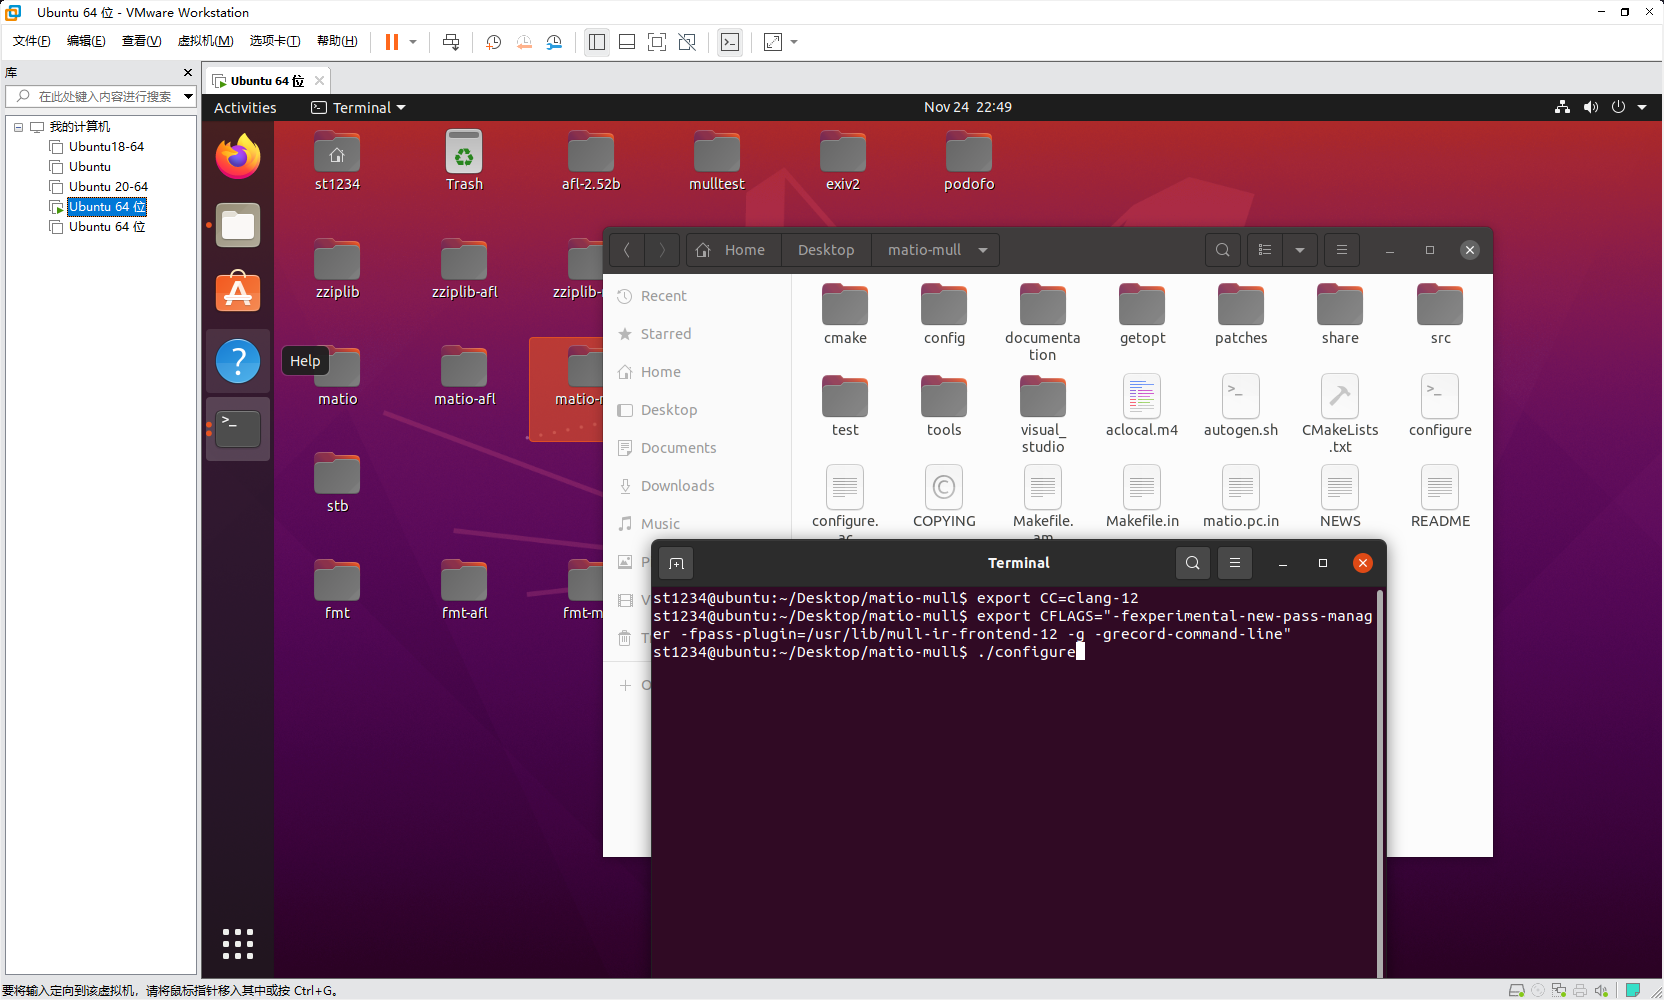 Ubuntu 64 位 - VMware Workstation
文件(F) 编辑(E) 查看(V) 虚拟机(M) 选项卡(T) 帮助(H)
库
在此处键入内容进行搜索
我的计算机
Ubuntu18-64
Ubuntu
Ubuntu 20-64
Ubuntu 64 位
Ubuntu 64 位
Ubuntu 64 位
Activities Terminal Nov 24 22:49
st1234 Trash afl-2.52b mulltest exiv2 podofo
zziplib zziplib-afl zziplib-
Help
matio matio-afl matio-
stb
fmt fmt-afl fmt-m
Home Desktop matio-mull
Recent
Starred
Home
Desktop
Documents
Downloads
Music
P
V
T
O
cmake config documenta getopt patches share src
tion
test tools visual_ aclocal.m4 autogen.sh CMakeLists configure
studio .txt
configure. COPYING Makefile. Makefile.in matio.pc.in NEWS README
ac am
Terminal
st1234@ubuntu:~/Desktop/matio-mull$ export CC=clang-12
st1234@ubuntu:~/Desktop/matio-mull$ export CFLAGS="-fexperimental-new-pass-manag
er -fpass-plugin=/usr/lib/mull-ir-frontend-12 -g -grecord-command-line"
st1234@ubuntu:~/Desktop/matio-mull$ ./configure
要将输入定向到该虚拟机，请将鼠标指针移入其中或按 Ctrl+G。